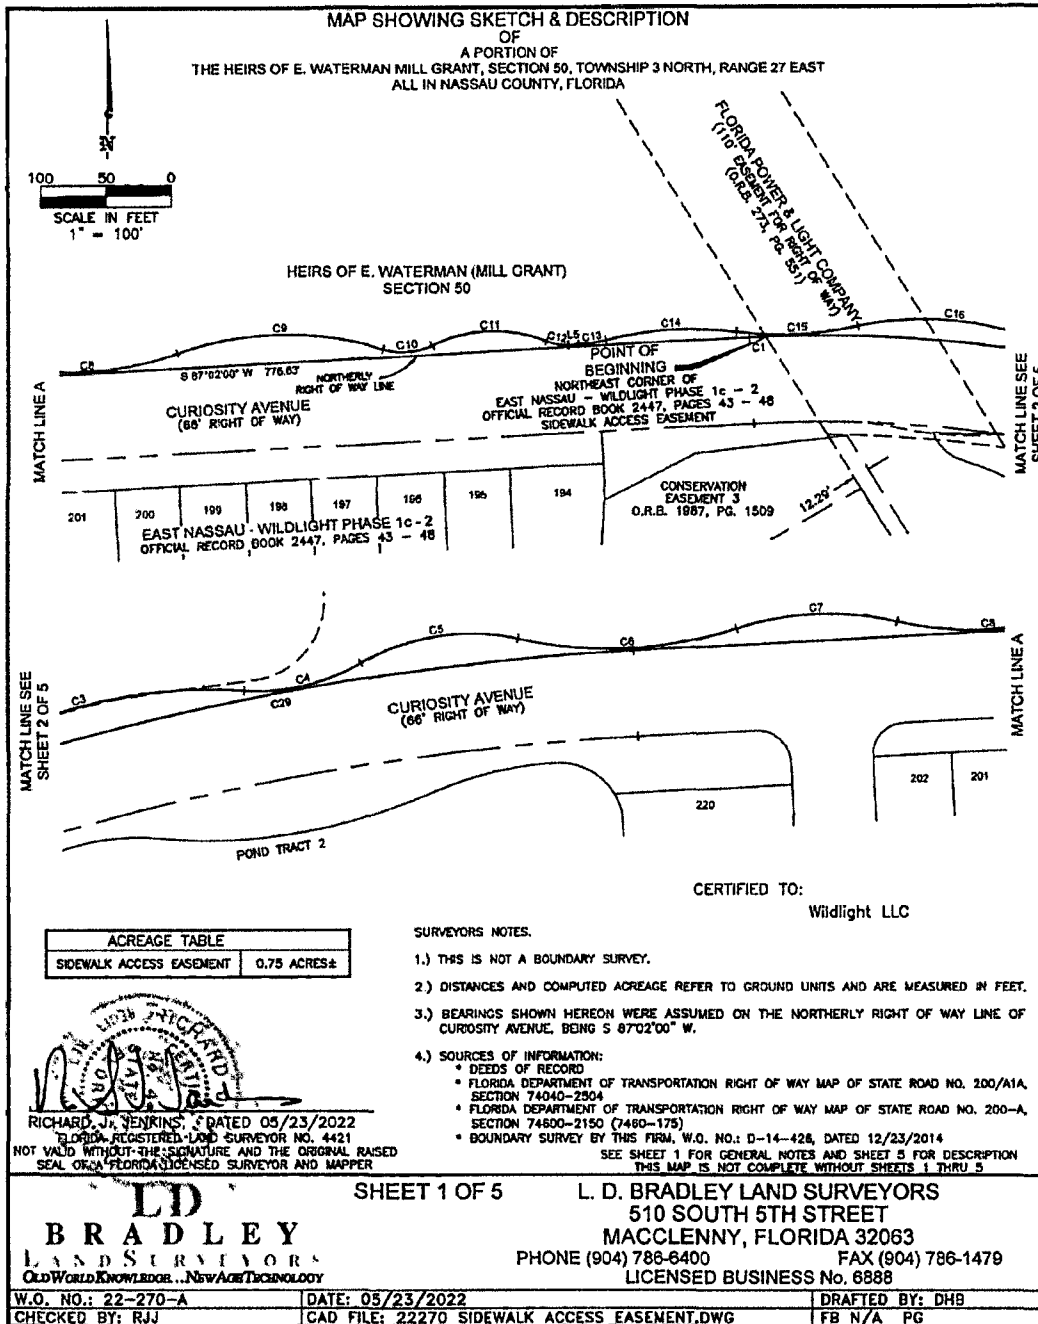 MAP SHOWING SKETCH & DESCRIPTION
OF
A PORTION OF
THE HEIRS OF E. WATERMAN MILL GRANT, SECTION 50, TOWNSHIP 3 NORTH, RANGE 27 EAST
ALL IN NASSAU COUNTY, FLORIDA
N
100 50 0
SCALE IN FEET
1" = 100'
FLORIDA POWER & LIGHT COMPANY
(110' EASEMENT FOR RIGHT OF WAY)
(O.R.B. 273, PG. 551)
HEIRS OF E. WATERMAN (MILL GRANT)
SECTION 50
C8
C9
C10
C11
C12
L5
C13
C14
C1
C15
C16
S 87°02'00" W 776.63'
NORTHERLY
RIGHT OF WAY LINE
POINT OF
BEGINNING
NORTHEAST CORNER OF
EAST NASSAU - WILDLIGHT PHASE 1c - 2
OFFICIAL RECORD BOOK 2447, PAGES 43 - 48
SIDEWALK ACCESS EASEMENT
CURIOSITY AVENUE
(66' RIGHT OF WAY)
MATCH LINE A
MATCH LINE SEE
SHEET 2 OF 5
201
200
199
198
197
196
195
194
EAST NASSAU - WILDLIGHT PHASE 1c - 2
OFFICIAL RECORD BOOK 2447, PAGES 43 - 48
CONSERVATION
EASEMENT 3
O.R.B. 1987, PG. 1509
12.29'
MATCH LINE SEE
SHEET 2 OF 5
C3
C29
C4
C5
C6
C7
C8
CURIOSITY AVENUE
(66' RIGHT OF WAY)
MATCH LINE A
220
202
201
POND TRACT 2
CERTIFIED TO:
Wildlight LLC
ACREAGE TABLE
SIDEWALK ACCESS EASEMENT 0.75 ACRES±
SURVEYORS NOTES.
1.) THIS IS NOT A BOUNDARY SURVEY.
2.) DISTANCES AND COMPUTED ACREAGE REFER TO GROUND UNITS AND ARE MEASURED IN FEET.
3.) BEARINGS SHOWN HEREON WERE ASSUMED ON THE NORTHERLY RIGHT OF WAY LINE OF
CURIOSITY AVENUE, BEING S 87°02'00" W.
4.) SOURCES OF INFORMATION:
* DEEDS OF RECORD
* FLORIDA DEPARTMENT OF TRANSPORTATION RIGHT OF WAY MAP OF STATE ROAD NO. 200/A1A,
SECTION 74040-2504
* FLORIDA DEPARTMENT OF TRANSPORTATION RIGHT OF WAY MAP OF STATE ROAD NO. 200-A,
SECTION 74600-2150 (7460-175)
* BOUNDARY SURVEY BY THIS FIRM, W.O. NO.: D-14-426, DATED 12/23/2014
SEE SHEET 1 FOR GENERAL NOTES AND SHEET 5 FOR DESCRIPTION
THIS MAP IS NOT COMPLETE WITHOUT SHEETS 1 THRU 5
RICHARD J. JENKINS, DATED 05/23/2022
FLORIDA REGISTERED LAND SURVEYOR NO. 4421
NOT VALID WITHOUT THE SIGNATURE AND THE ORIGINAL RAISED
SEAL OF A FLORIDA LICENSED SURVEYOR AND MAPPER
LD
BRADLEY
LAND SURVEYORS
OLD WORLD KNOWLEDGE...NEW AGE TECHNOLOGY
SHEET 1 OF 5
L. D. BRADLEY LAND SURVEYORS
510 SOUTH 5TH STREET
MACCLENNY, FLORIDA 32063
PHONE (904) 786-6400 FAX (904) 786-1479
LICENSED BUSINESS No. 6888
W.O. NO.: 22-270-A DATE: 05/23/2022 DRAFTED BY: DHB
CHECKED BY: RJJ CAD FILE: 22270 SIDEWALK ACCESS EASEMENT.DWG FB N/A PG